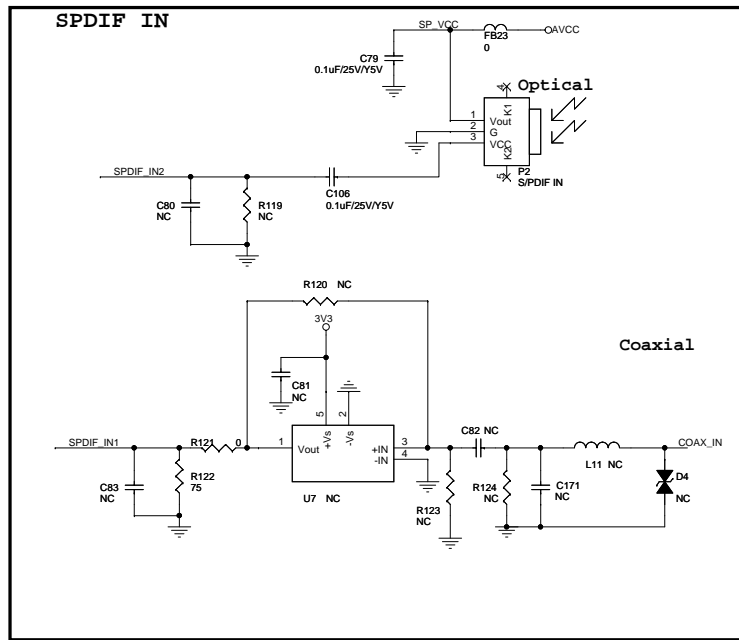 SPDIF IN
SP_VCC
FB23
0
AVCC
C79
0.1uF/25V/Y5V
Optical
4
K1
1
Vout
2
G
3
VCC
K2
5
P2
S/PDIF IN
SPDIF_IN2
C106
0.1uF/25V/Y5V
C80
NC
R119
NC
R120 NC
3V3
Coaxial
C81
NC
5
2
+Vs
-Vs
SPDIF_IN1
R121
0
1
Vout
+IN
-IN
3
4
C82 NC
COAX_IN
L11 NC
C83
NC
R122
75
U7 NC
R123
NC
R124
NC
C171
NC
D4
NC